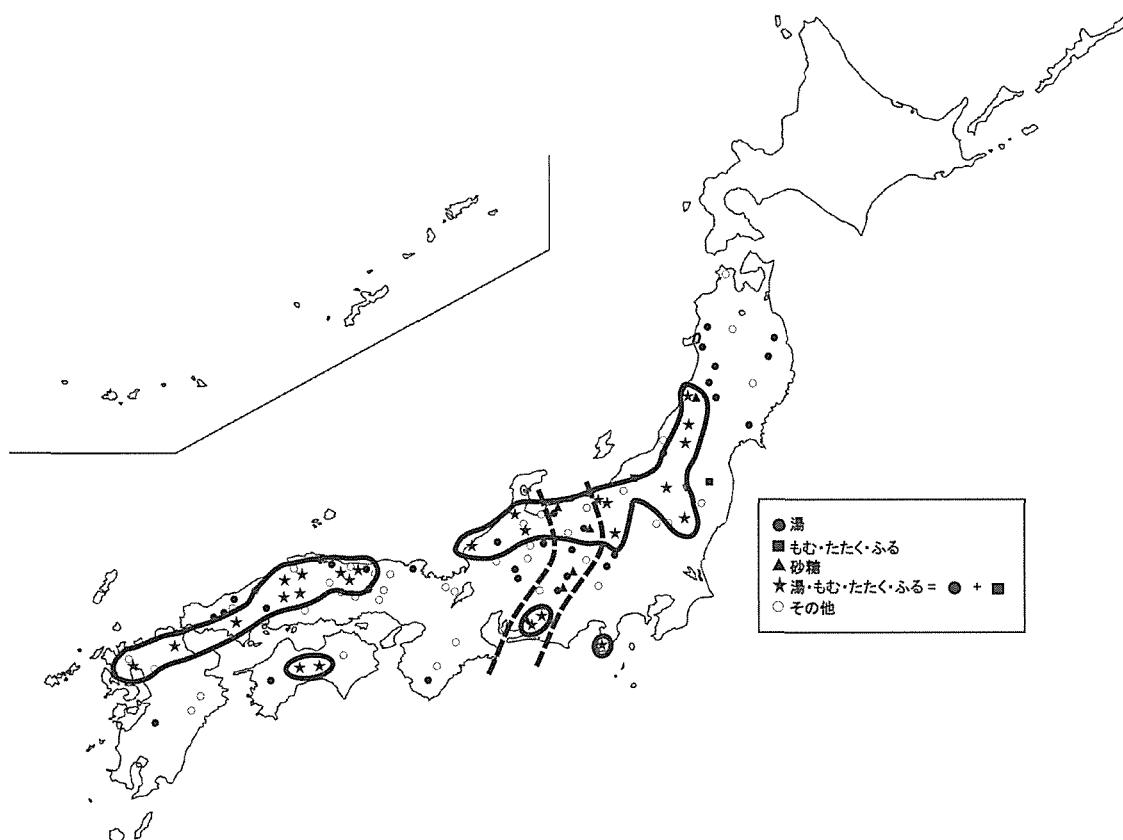 ● 湯
■ もむ・たたく・ふる
▲ 砂糖
★ 湯・もむ・たたく・ふる = ● + ■
○ その他